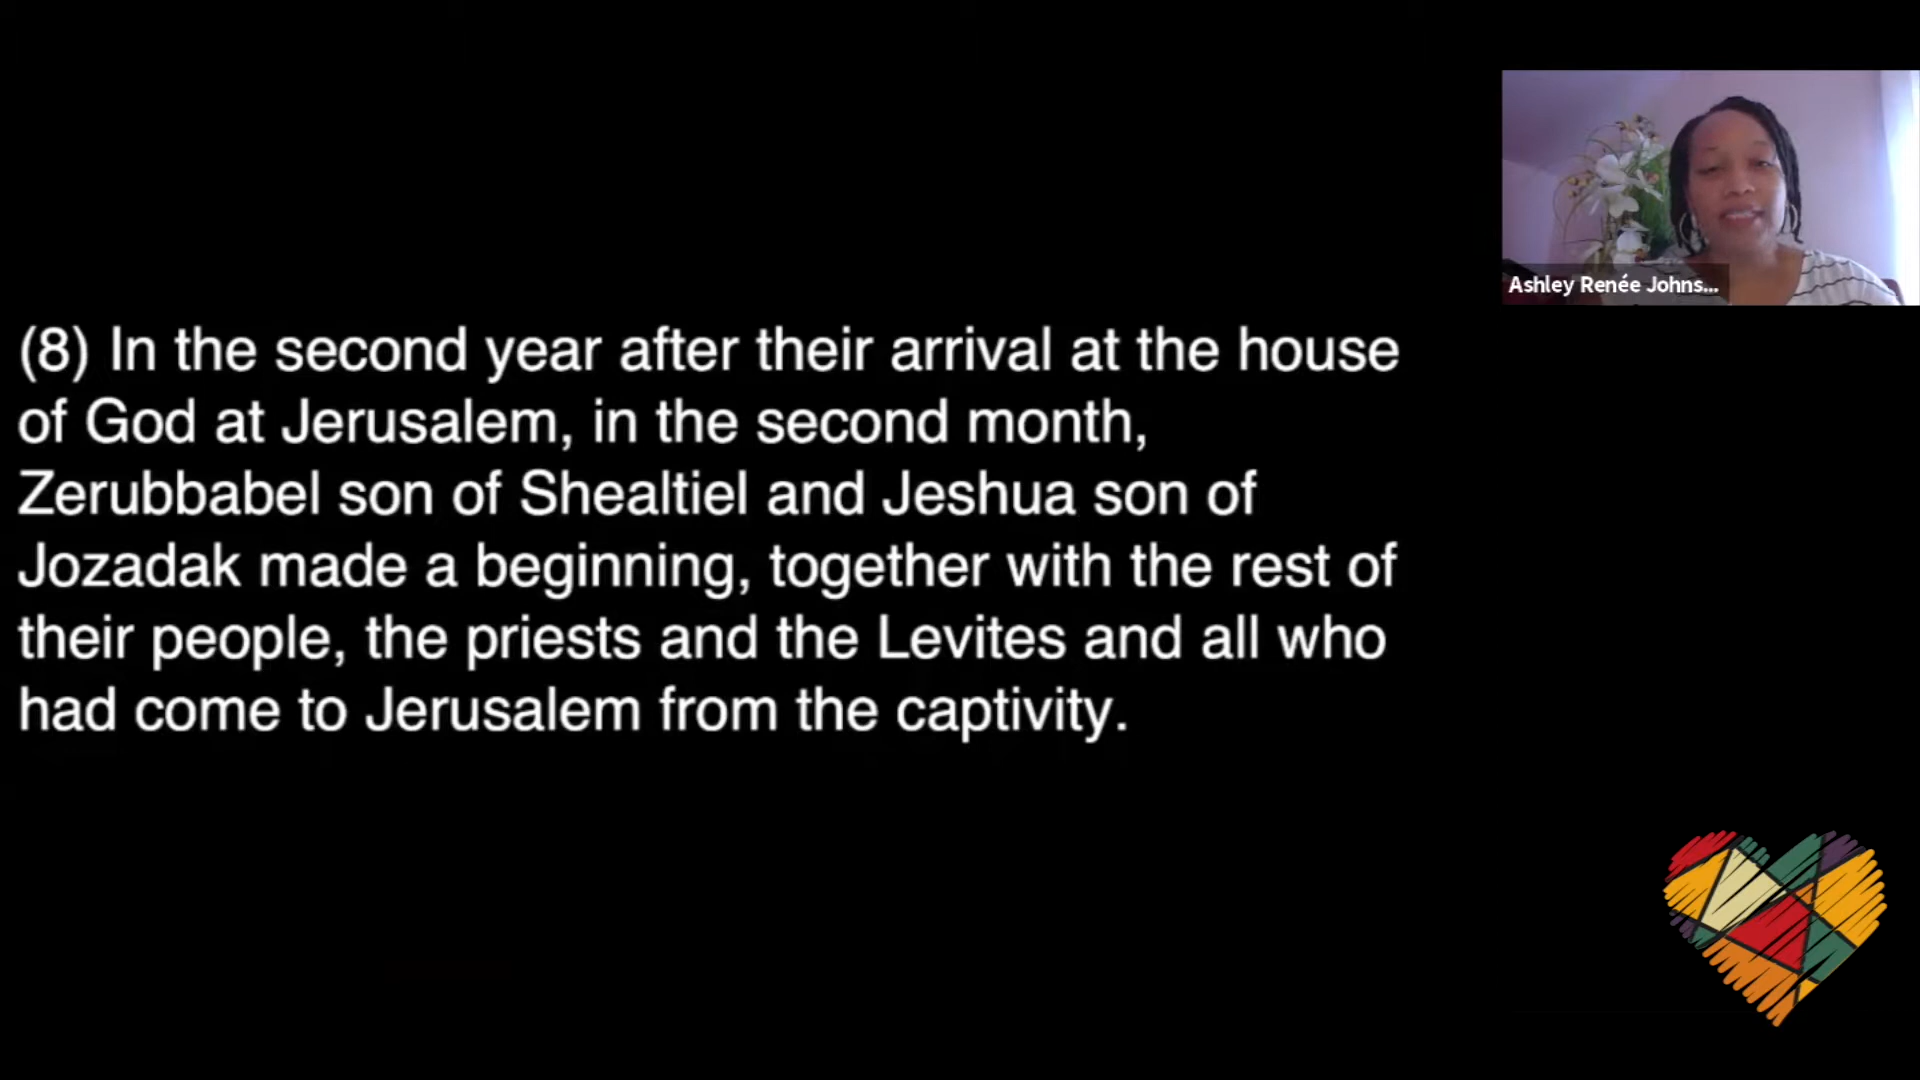 Ashley Renée Johns...
(8) In the second year after their arrival at the house
of God at Jerusalem, in the second month,
Zerubbabel son of Shealtiel and Jeshua son of
Jozadak made a beginning, together with the rest of
their people, the priests and the Levites and all who
had come to Jerusalem from the captivity.